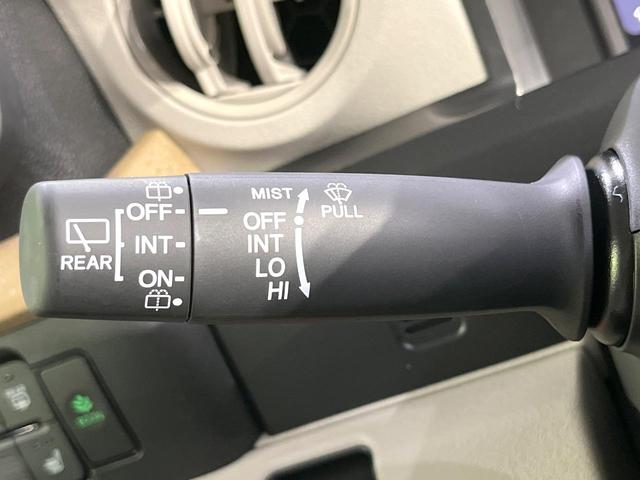 REAR
OFF
INT
ON
MIST
PULL
OFF
INT
LO
HI